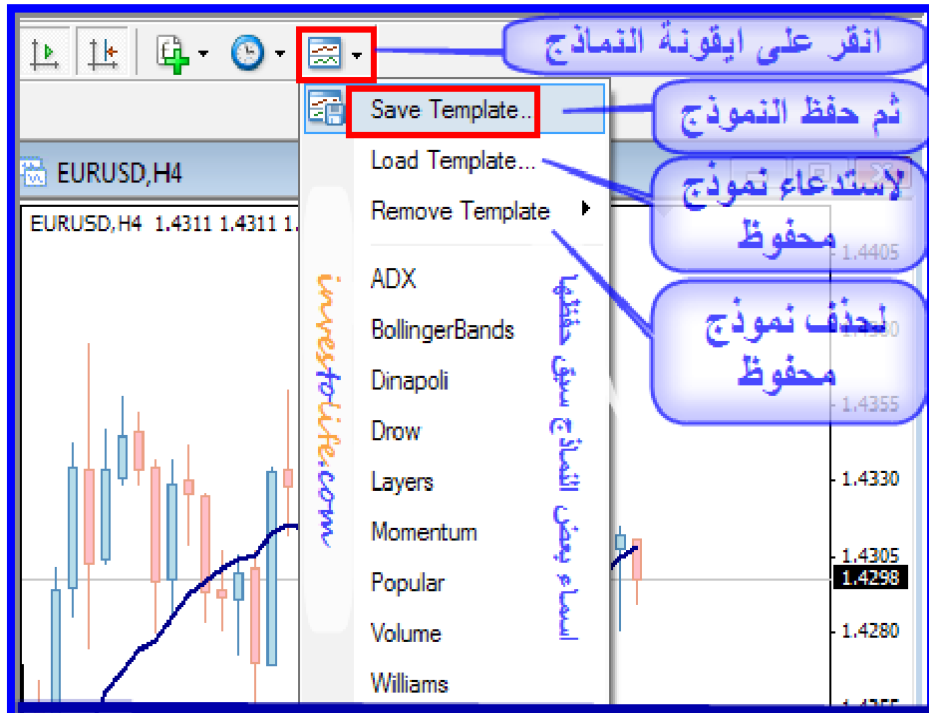 انقر على ايقونة النماذج
Save Template...
ثم حفظ النموذج
Load Template...
لإستدعاء نموذج
محفوظ
Remove Template
لحذف نموذج
محفوظ
EURUSD,H4
EURUSD,H4 1.4311 1.4311 1.
ADX
BollingerBands
Dinapoli
Drow
Layers
Momentum
Popular
Volume
Williams
investolife.com
اسماء بعض النماذج سبق حفظها
1.4405
1.4355
1.4330
1.4305
1.4298
1.4280